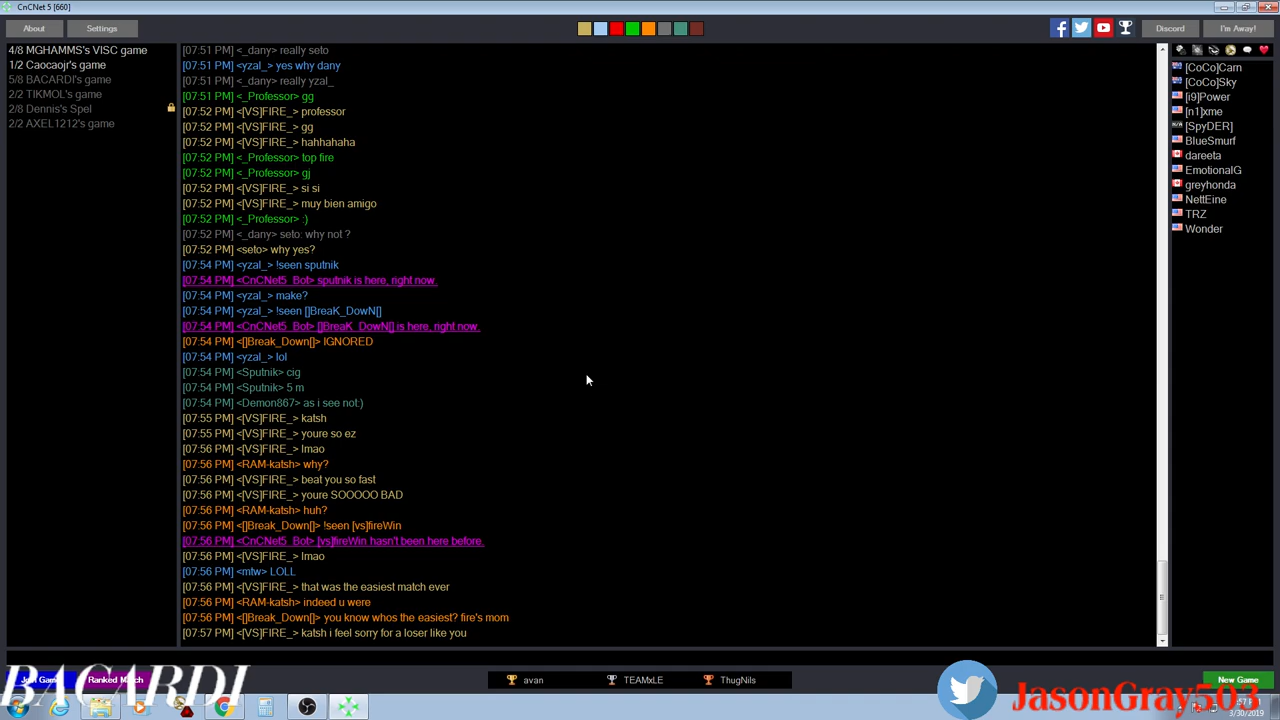 CnCNet 5 [660]
About
Settings
Discord
I'm Away!
4/8 MGHAMMS's VISC game
1/2 Caocaojr's game
5/8 BACARDI's game
2/2 TIKMOL's game
2/8 Dennis's Spel
2/2 AXEL1212's game
[07:51 PM] <_dany> really seto
[07:51 PM] <yzal_> yes why dany
[07:51 PM] <_dany> really yzal_
[07:51 PM] <_Professor> gg
[07:52 PM] <[VS]FIRE_> professor
[07:52 PM] <[VS]FIRE_> gg
[07:52 PM] <[VS]FIRE_> hahhahaha
[07:52 PM] <_Professor> top fire
[07:52 PM] <_Professor> gj
[07:52 PM] <[VS]FIRE_> si si
[07:52 PM] <[VS]FIRE_> muy bien amigo
[07:52 PM] <_Professor> :)
[07:52 PM] <_dany> seto: why not ?
[07:52 PM] <seto> why yes?
[07:54 PM] <yzal_> !seen sputnik
[07:54 PM] <CnCNet5_Bot> sputnik is here, right now.
[07:54 PM] <yzal_> make?
[07:54 PM] <yzal_> !seen []BreaK_DowN[]
[07:54 PM] <CnCNet5_Bot> []BreaK_DowN[] is here, right now.
[07:54 PM] <[]Break_Down[]> IGNORED
[07:54 PM] <yzal_> lol
[07:54 PM] <Sputnik> cig
[07:54 PM] <Sputnik> 5 m
[07:54 PM] <Demon867> as i see not:)
[07:55 PM] <[VS]FIRE_> katsh
[07:55 PM] <[VS]FIRE_> youre so ez
[07:56 PM] <[VS]FIRE_> lmao
[07:56 PM] <RAM-katsh> why?
[07:56 PM] <[VS]FIRE_> beat you so fast
[07:56 PM] <[VS]FIRE_> youre SOOOOO BAD
[07:56 PM] <RAM-katsh> huh?
[07:56 PM] <[]Break_Down[]> !seen [vs]fireWin
[07:56 PM] <CnCNet5_Bot> [vs]fireWin hasn't been here before.
[07:56 PM] <[VS]FIRE_> lmao
[07:56 PM] <mtw> LOLL
[07:56 PM] <[VS]FIRE_> that was the easiest match ever
[07:56 PM] <RAM-katsh> indeed u were
[07:56 PM] <[]Break_Down[]> you know whos the easiest? fire's mom
[07:57 PM] <[VS]FIRE_> katsh i feel sorry for a loser like you
[CoCo]Carn
[CoCo]Sky
[i9]Power
[n1]xme
[SpyDER]
BlueSmurf
dareeta
EmotionalG
greyhonda
NettEine
TRZ
Wonder
Ranked Match
avan
TEAMxLE
ThugNils
New Game
BACARDI
JasonGray503
3/30/2019